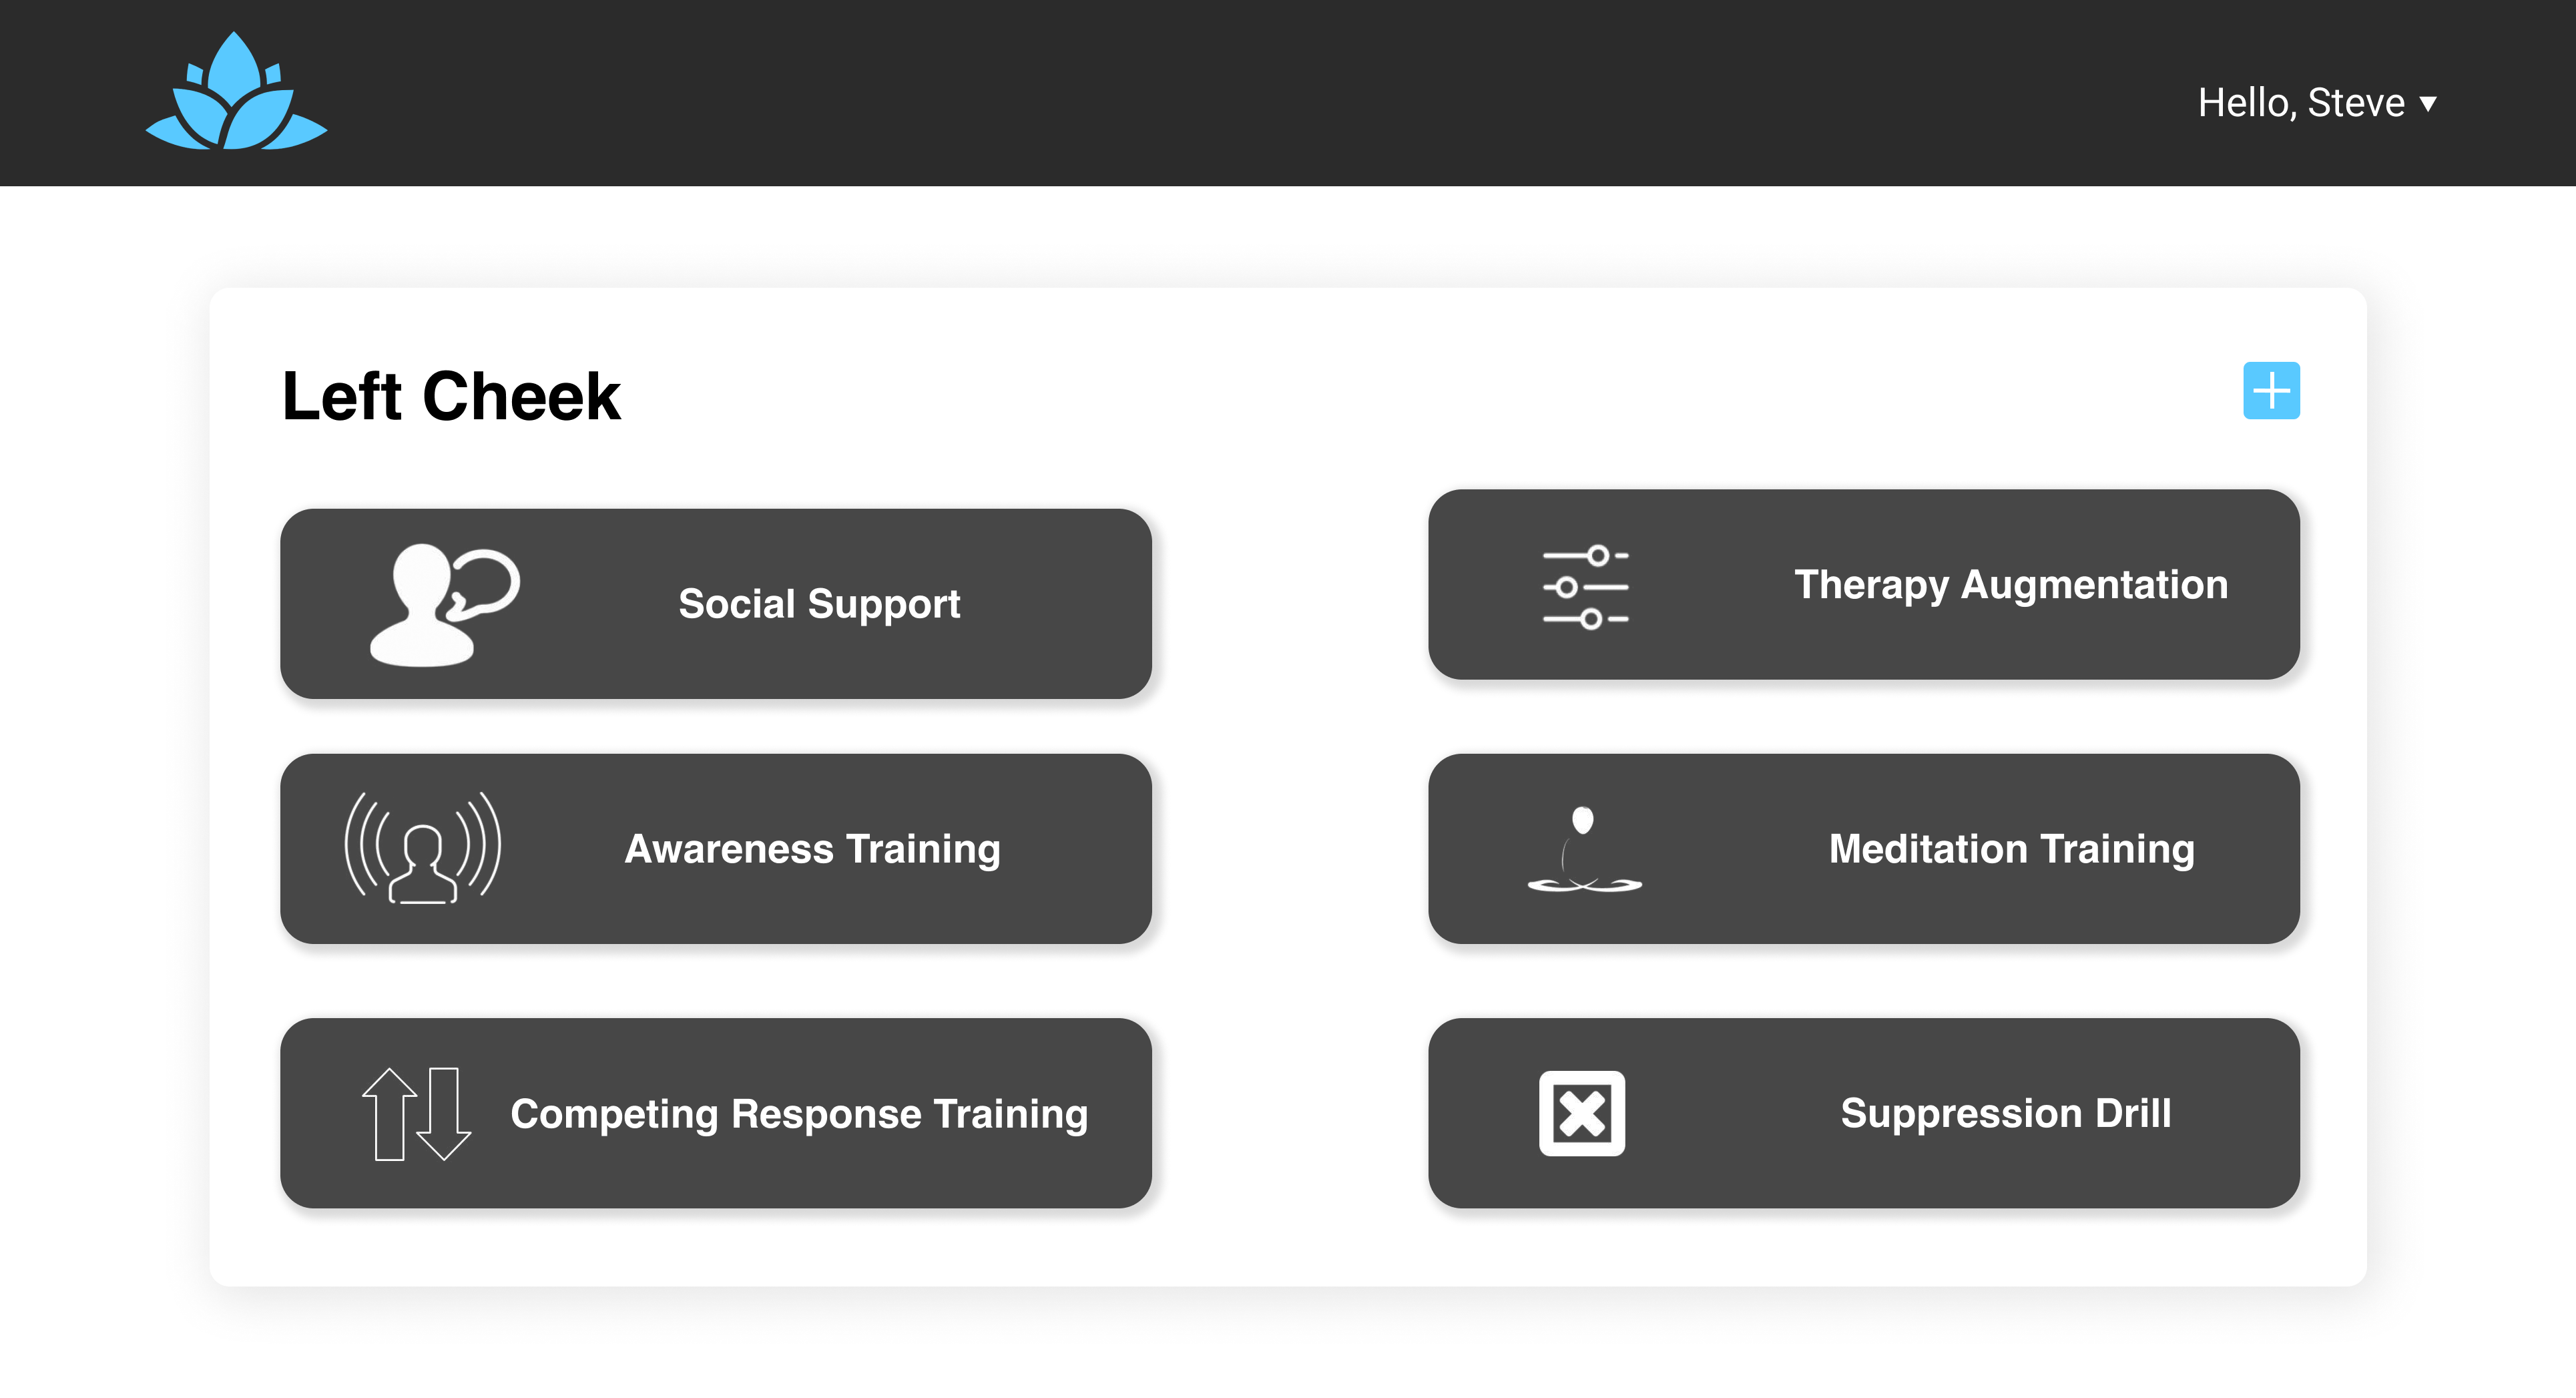 Hello, Steve ▼
Left Cheek
Social Support
Therapy Augmentation
Awareness Training
Meditation Training
Competing Response Training
Suppression Drill